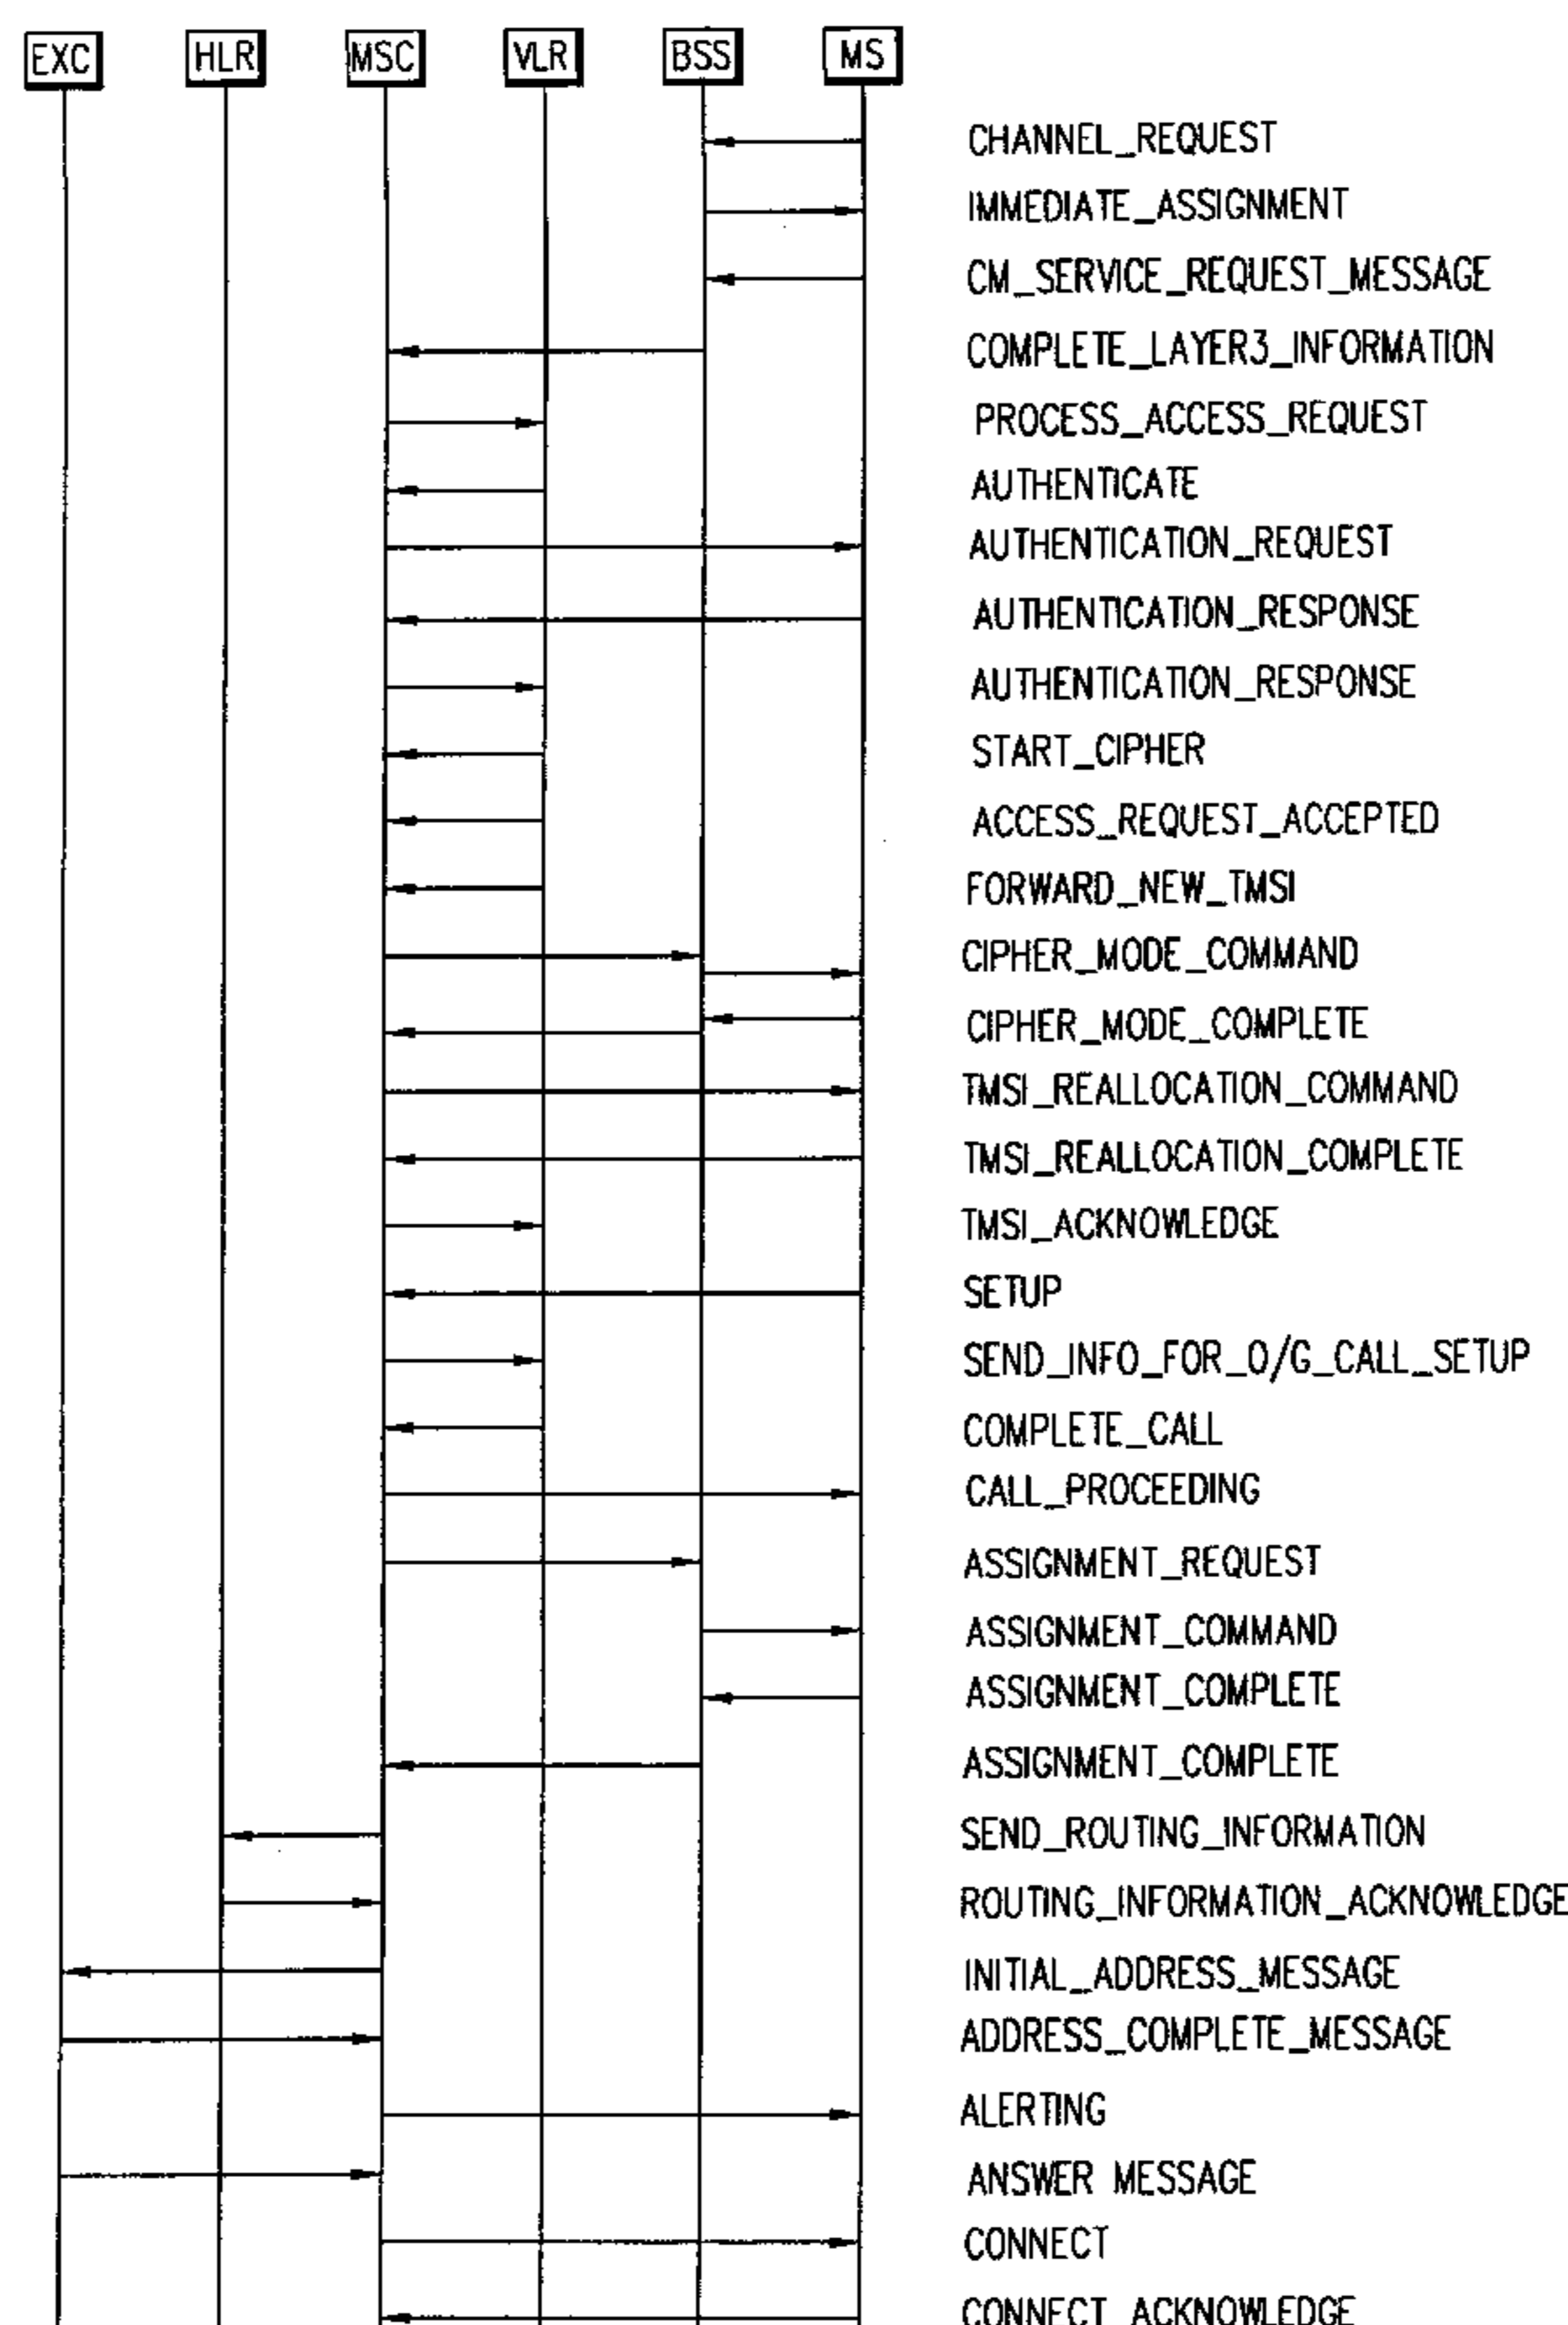 EXC HLR MSC VLR BSS MS
CHANNEL_REQUEST
IMMEDIATE_ASSIGNMENT
CM_SERVICE_REQUEST_MESSAGE
COMPLETE_LAYER3_INFORMATION
PROCESS_ACCESS_REQUEST
AUTHENTICATE
AUTHENTICATION_REQUEST
AUTHENTICATION_RESPONSE
AUTHENTICATION_RESPONSE
START_CIPHER
ACCESS_REQUEST_ACCEPTED
FORWARD_NEW_TMSI
CIPHER_MODE_COMMAND
CIPHER_MODE_COMPLETE
TMSI_REALLOCATION_COMMAND
TMSI_REALLOCATION_COMPLETE
TMSI_ACKNOWLEDGE
SETUP
SEND_INFO_FOR_O/G_CALL_SETUP
COMPLETE_CALL
CALL_PROCEEDING
ASSIGNMENT_REQUEST
ASSIGNMENT_COMMAND
ASSIGNMENT_COMPLETE
ASSIGNMENT_COMPLETE
SEND_ROUTING_INFORMATION
ROUTING_INFORMATION_ACKNOWLEDGE
INITIAL_ADDRESS_MESSAGE
ADDRESS_COMPLETE_MESSAGE
ALERTING
ANSWER MESSAGE
CONNECT
CONNECT_ACKNOWLEDGE